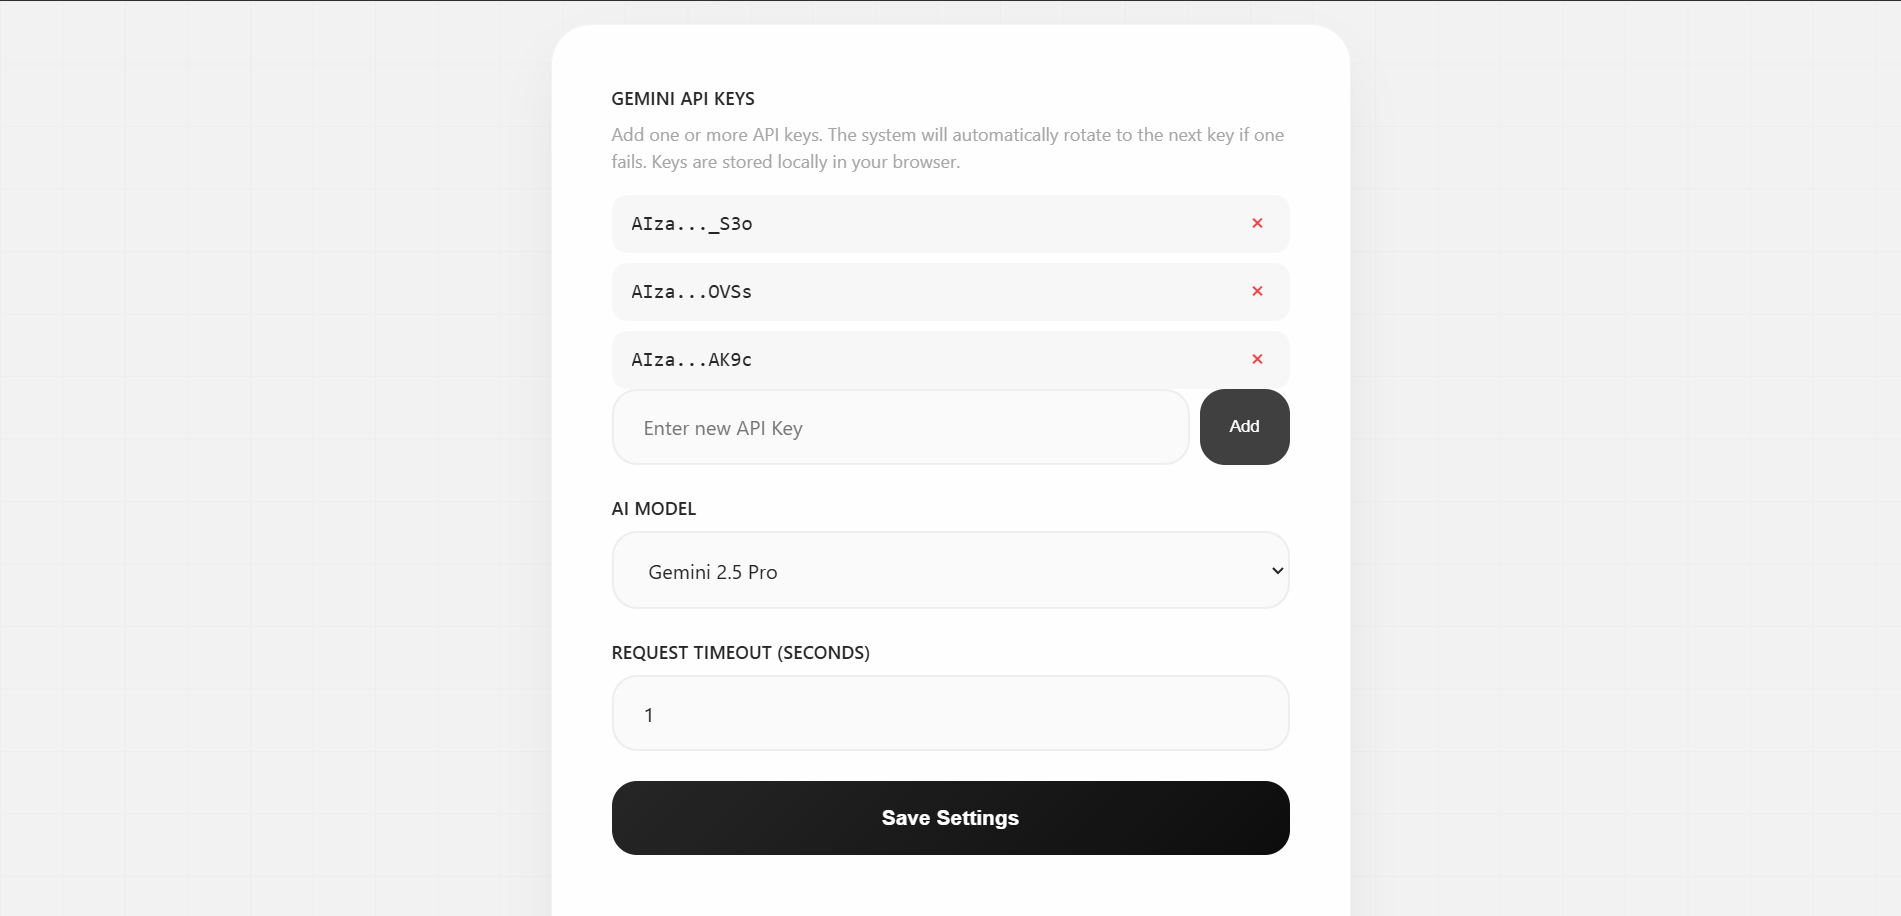 GEMINI API KEYS
Add one or more API keys. The system will automatically rotate to the next key if one
fails. Keys are stored locally in your browser.
AIza..._S3o
×
AIza...OVSs
×
AIza...AK9c
×
Enter new API Key
Add
AI MODEL
Gemini 2.5 Pro
REQUEST TIMEOUT (SECONDS)
1
Save Settings